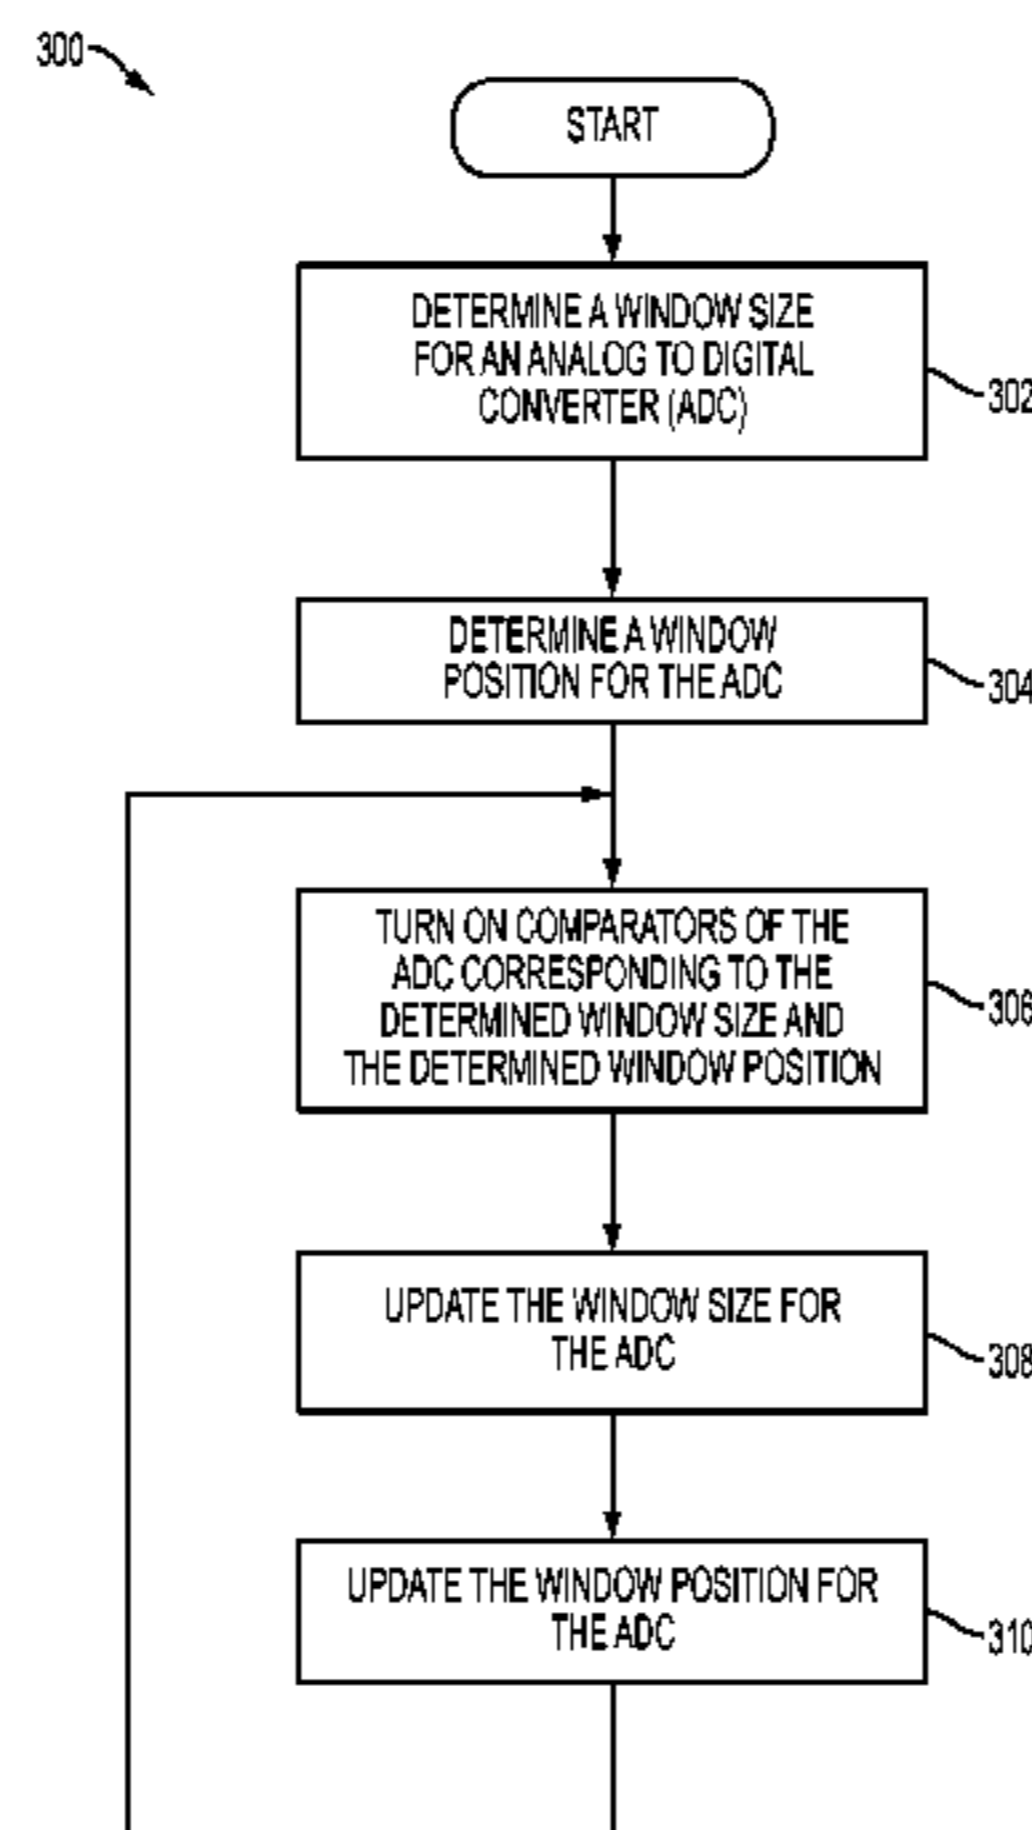 300
START
DETERMINE A WINDOW SIZE
FOR AN ANALOG TO DIGITAL
CONVERTER (ADC)
302
DETERMINE A WINDOW
POSITION FOR THE ADC
304
TURN ON COMPARATORS OF THE
ADC CORRESPONDING TO THE
DETERMINED WINDOW SIZE AND
THE DETERMINED WINDOW POSITION
306
UPDATE THE WINDOW SIZE FOR
THE ADC
308
UPDATE THE WINDOW POSITION FOR
THE ADC
310